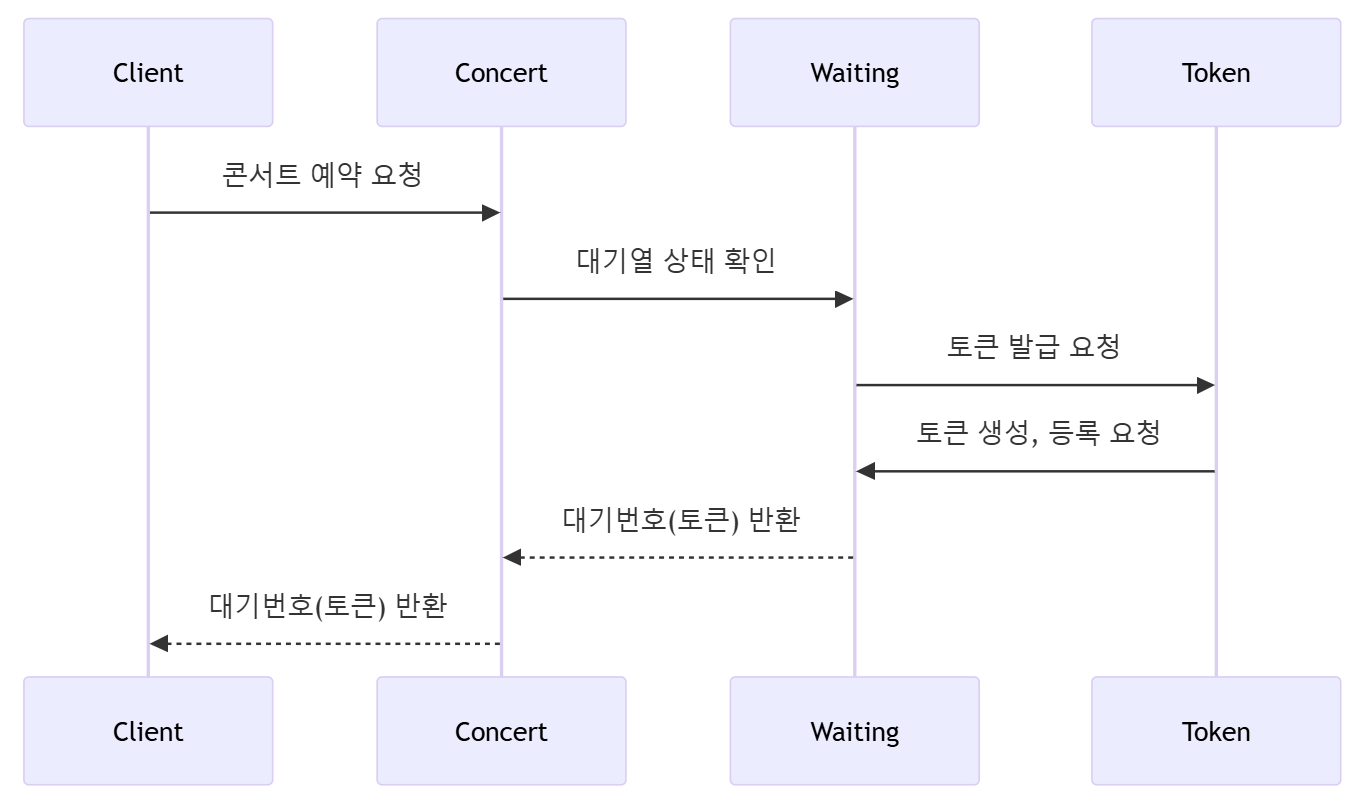 Client
Concert
Waiting
Token
콘서트 예약 요청
대기열 상태 확인
토큰 발급 요청
토큰 생성, 등록 요청
대기번호(토큰) 반환
대기번호(토큰) 반환
Client
Concert
Waiting
Token